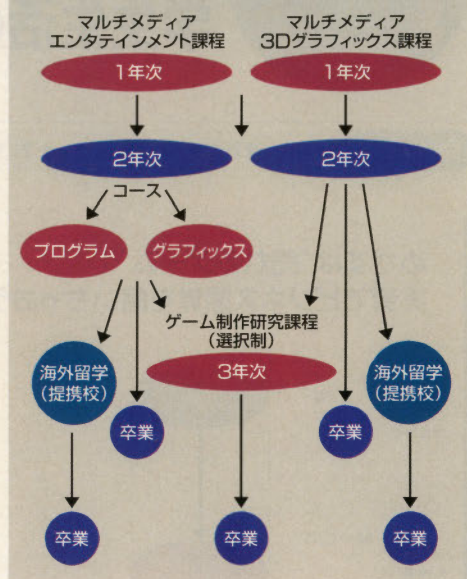 マルチメディア
エンタテインメント課程
マルチメディア
3Dグラフィックス課程
1年次
1年次
2年次
2年次
コース
プログラム
グラフィックス
ゲーム制作研究課程
(選択制)
3年次
海外留学
(提携校)
海外留学
(提携校)
卒業
卒業
卒業
卒業
卒業